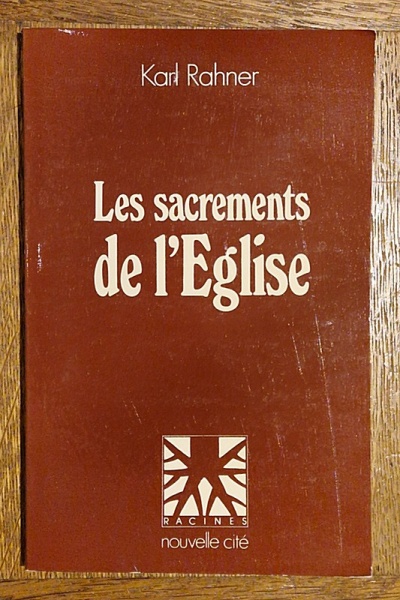 Karl Rahner
Les sacrements
de l'Eglise
RACINES
nouvelle cité